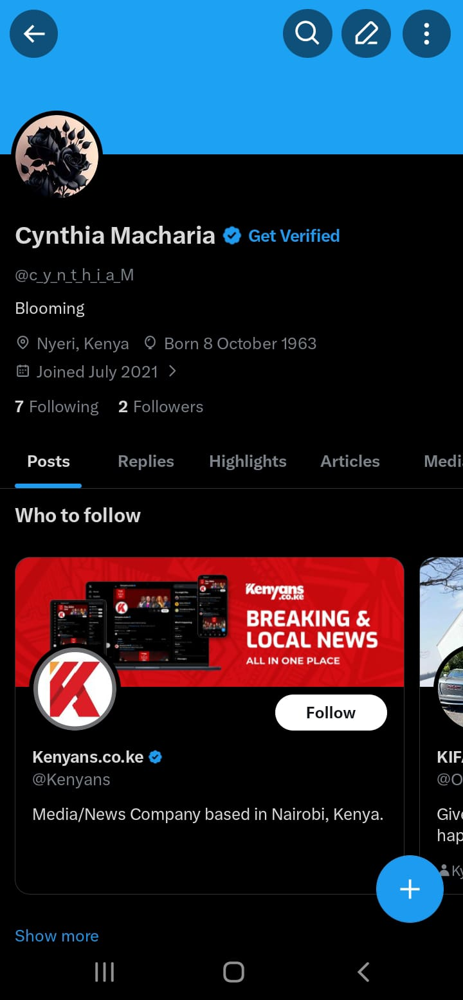 Cynthia Macharia Get Verified
@c_y_n_t_h_i_a_M
Blooming
Nyeri, Kenya Born 8 October 1963
Joined July 2021
7 Following 2 Followers
Posts Replies Highlights Articles Medi
Who to follow
Kenyans
.co.ke
BREAKING &
LOCAL NEWS
ALL IN ONE PLACE
Follow
Kenyans.co.ke KIF
@Kenyans @O
Media/News Company based in Nairobi, Kenya. Give
hap
Ky
Show more